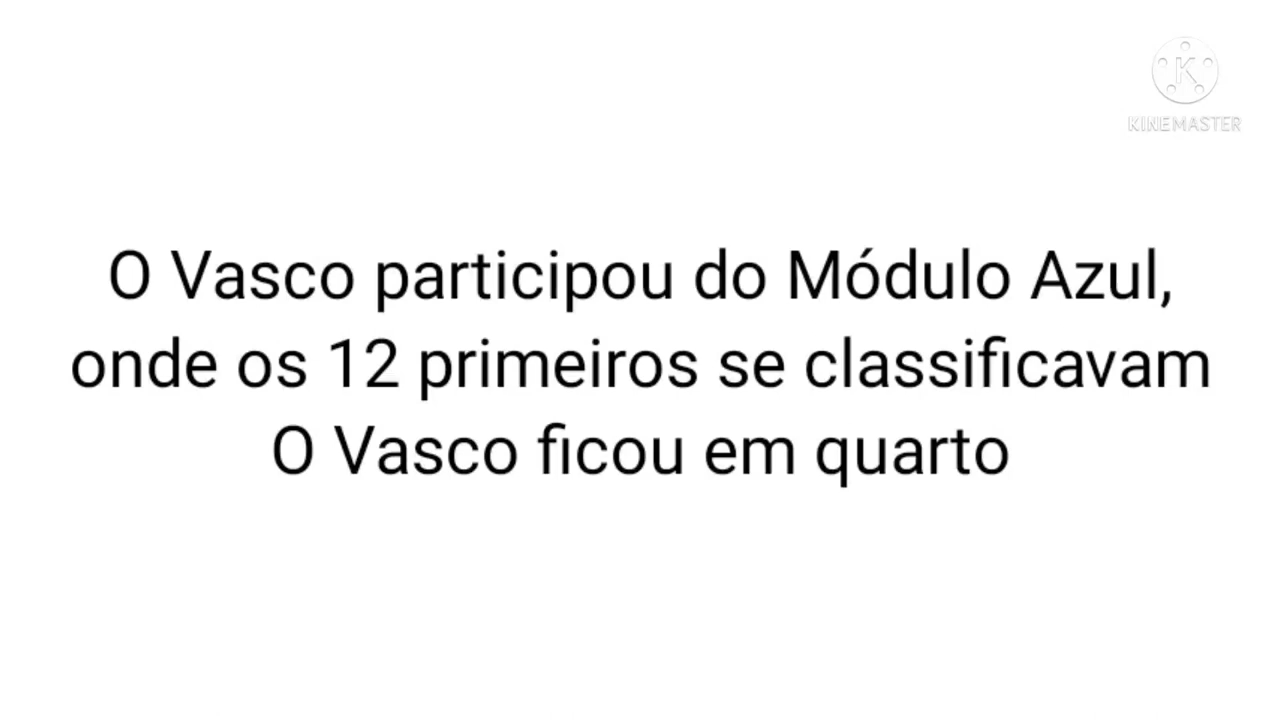 K
KINEMASTER
O Vasco participou do Módulo Azul,
onde os 12 primeiros se classificavam
O Vasco ficou em quarto